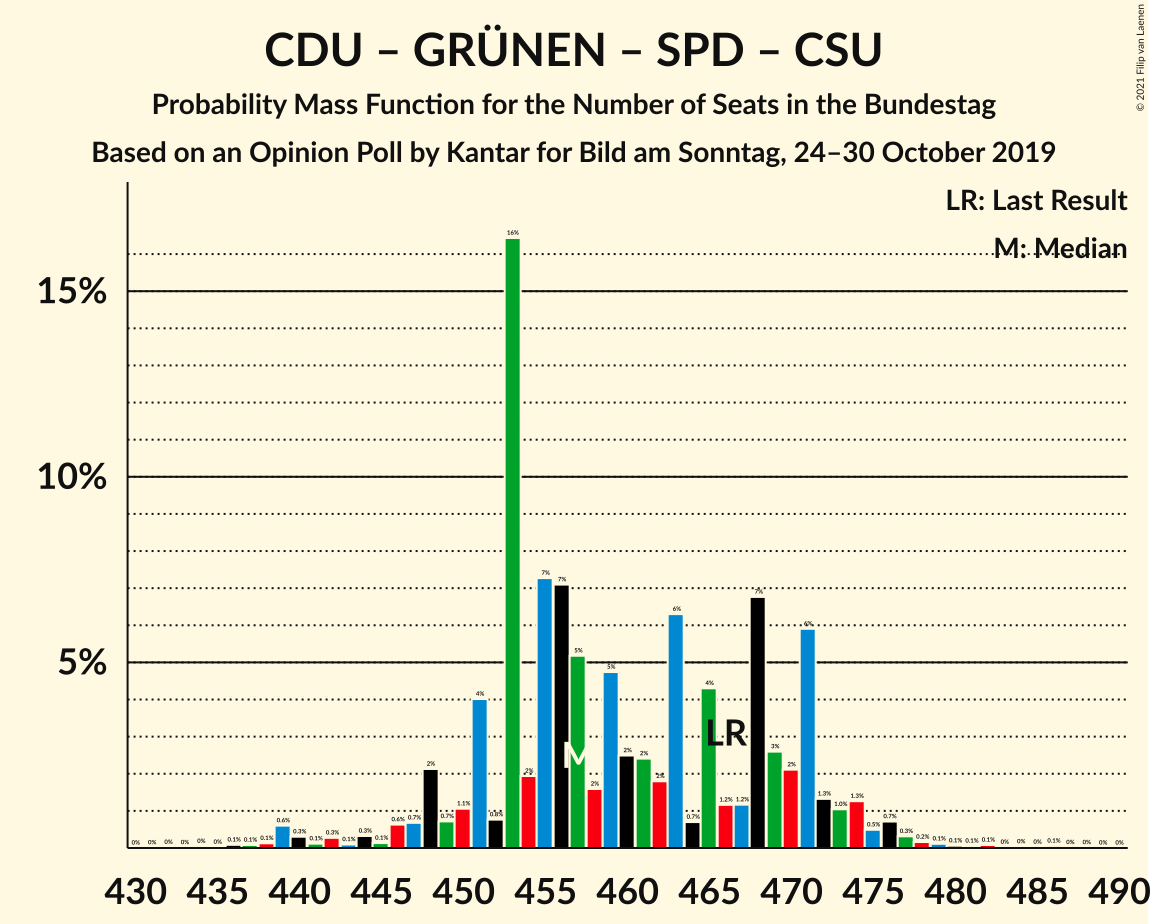 CDU – GRÜNEN – SPD – CSU
Probability Mass Function for the Number of Seats in the Bundestag
Based on an Opinion Poll by Kantar for Bild am Sonntag, 24–30 October 2019
© 2021 Filip van Laenen
LR: Last Result
M: Median
15%
10%
5%
0% 0% 0% 0% 0% 0% 0.1% 0.1% 0.1% 0.6% 0.3% 0.1% 0.3% 0.1% 0.3% 0.1% 0.6% 0.7% 2% 0.7% 1.1% 4% 0.8% 16% 2% 7% 7% 5% 2% 5% 2% 2% 2% 6% 0.7% 4% 1.2% 1.2% 7% 3% 2% 6% 1.3% 1.0% 1.3% 0.5% 0.7% 0.3% 0.2% 0.1% 0.1% 0.1% 0.1% 0% 0% 0% 0.1% 0% 0% 0% 0%
M
LR
430 435 440 445 450 455 460 465 470 475 480 485 490